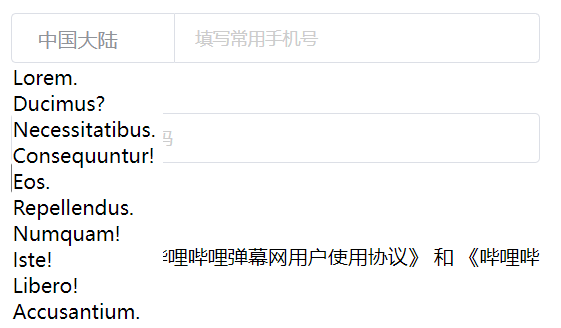 中国大陆 填写常用手机号
Lorem.
Ducimus?
Necessitatibus.
码
Consequuntur!
Eos.
Repellendus.
Numquam!
Iste!
哔哩哔哩弹幕网用户使用协议》 和 《哔哩哔
Libero!
Accusantium.